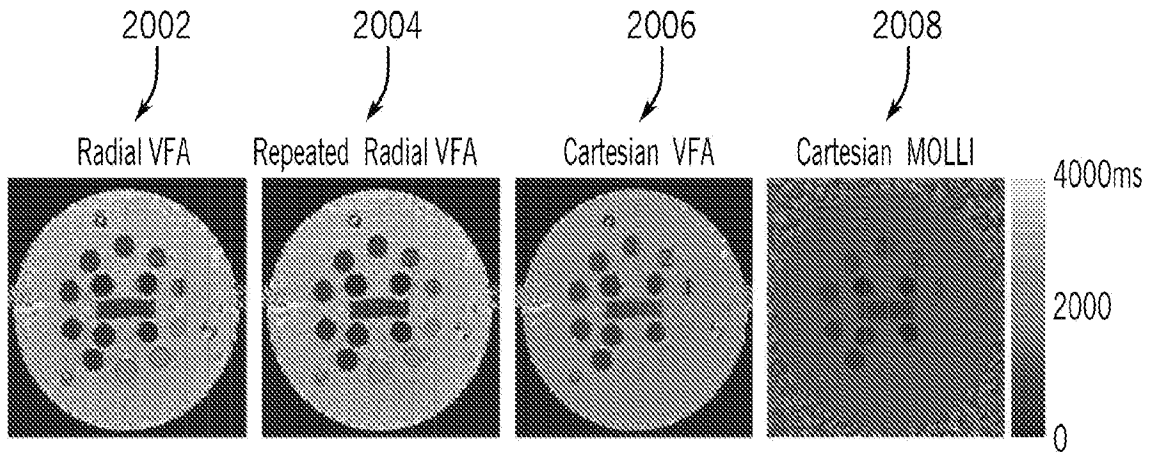 2002 2004 2006 2008
Radial VFA Repeated Radial VFA Cartesian VFA Cartesian MOLLI
4000ms
2000
0